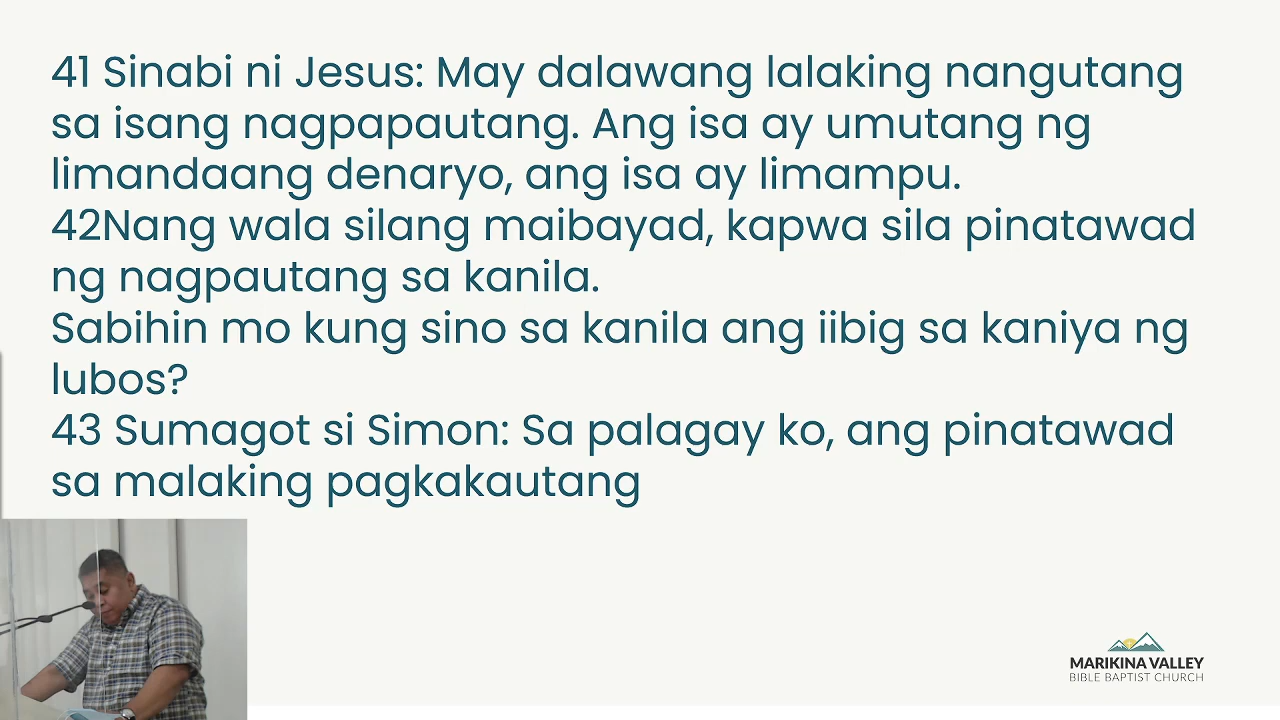 41 Sinabi ni Jesus: May dalawang lalaking nangutang
sa isang nagpapautang. Ang isa ay umutang ng
limandaang denaryo, ang isa ay limampu.
42Nang wala silang maibayad, kapwa sila pinatawad
ng nagpautang sa kanila.
Sabihin mo kung sino sa kanila ang iibig sa kaniya ng
lubos?
43 Sumagot si Simon: Sa palagay ko, ang pinatawad
sa malaking pagkakautang
MARIKINA VALLEY
BIBLE BAPTIST CHURCH